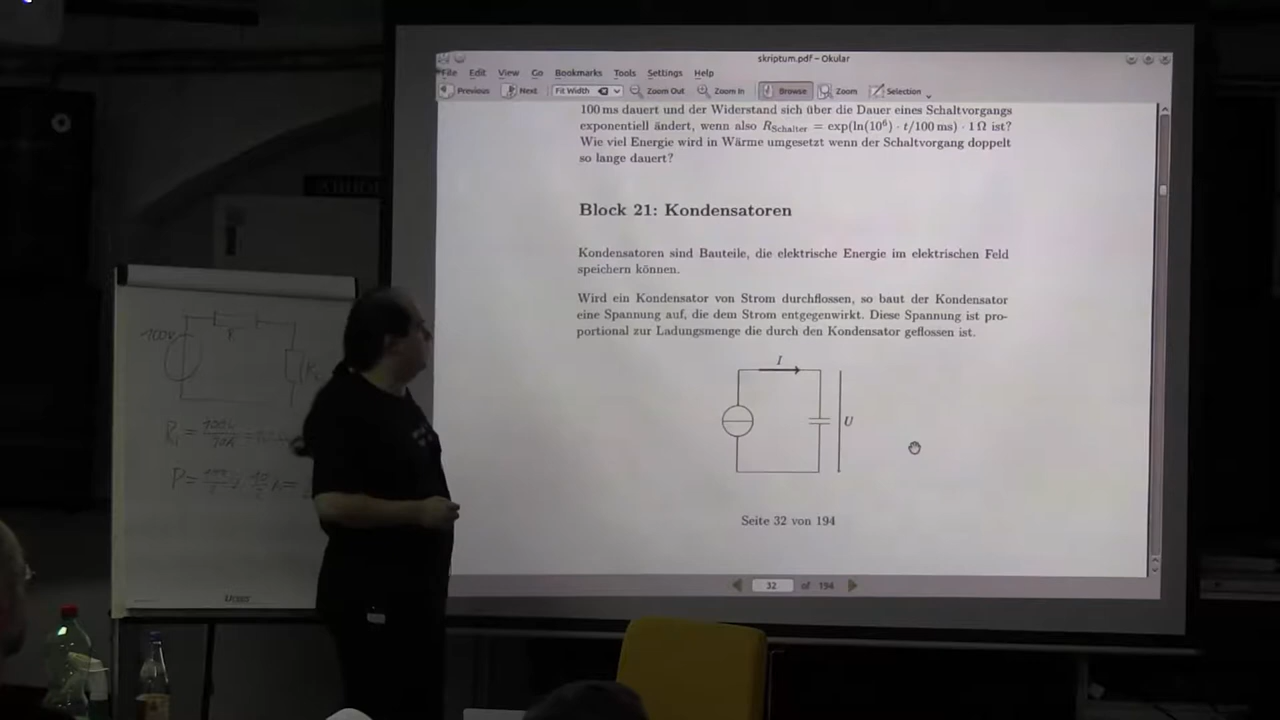 skriptum.pdf – Okular
File Edit View Go Bookmarks Tools Settings Help
Previous Next Fit Width Zoom Out Zoom In Browse Zoom Selection
100 ms dauert und der Widerstand sich über die Dauer eines Schaltvorgangs
exponentiell ändert, wenn also R_Schalter = exp(ln(10⁶) · t/100 ms) · 1 Ω ist?
Wie viel Energie wird in Wärme umgesetzt wenn der Schaltvorgang doppelt
so lange dauert?
Block 21: Kondensatoren
Kondensatoren sind Bauteile, die elektrische Energie im elektrischen Feld
speichern können.
Wird ein Kondensator von Strom durchflossen, so baut der Kondensator
eine Spannung auf, die dem Strom entgegenwirkt. Diese Spannung ist pro-
portional zur Ladungsmenge die durch den Kondensator geflossen ist.
I
U
Seite 32 von 194
32 of 194
100V
R
R
P=